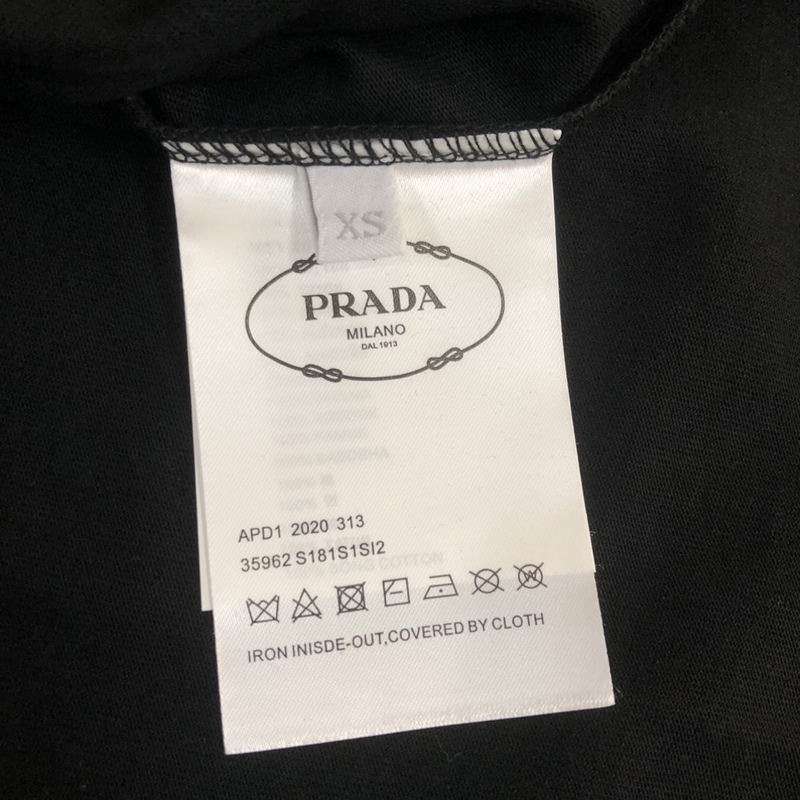 XS
PRADA
MILANO
DAL 1913
APD1 2020 313
35962 S181S1SI2
IRON INISDE-OUT,COVERED BY CLOTH